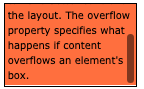 the layout. The overflow
property specifies what
happens if content
overflows an element's
box.